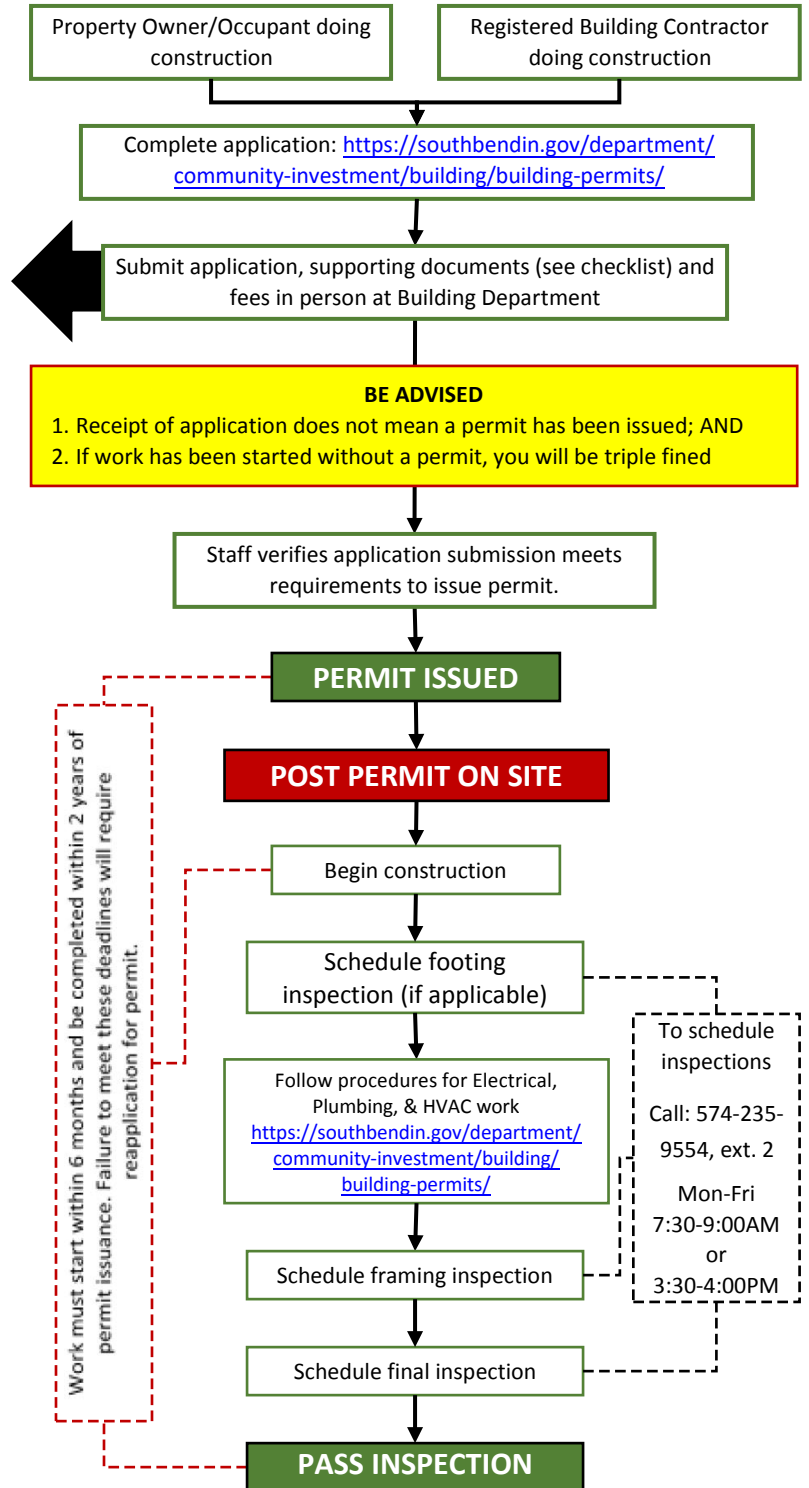 Property Owner/Occupant doing
construction
Registered Building Contractor
doing construction
Complete application: https://southbendin.gov/department/
community-investment/building/building-permits/
Submit application, supporting documents (see checklist) and
fees in person at Building Department
BE ADVISED
1. Receipt of application does not mean a permit has been issued; AND
2. If work has been started without a permit, you will be triple fined
Staff verifies application submission meets
requirements to issue permit.
PERMIT ISSUED
POST PERMIT ON SITE
Begin construction
Work must start within 6 months and be completed within 2 years of
permit issuance. Failure to meet these deadlines will require
reapplication for permit.
Schedule footing
inspection (if applicable)
To schedule
inspections
Call: 574-235-
9554, ext. 2
Mon-Fri
7:30-9:00AM
or
3:30-4:00PM
Follow procedures for Electrical,
Plumbing, & HVAC work
https://southbendin.gov/department/
community-investment/building/
building-permits/
Schedule framing inspection
Schedule final inspection
PASS INSPECTION